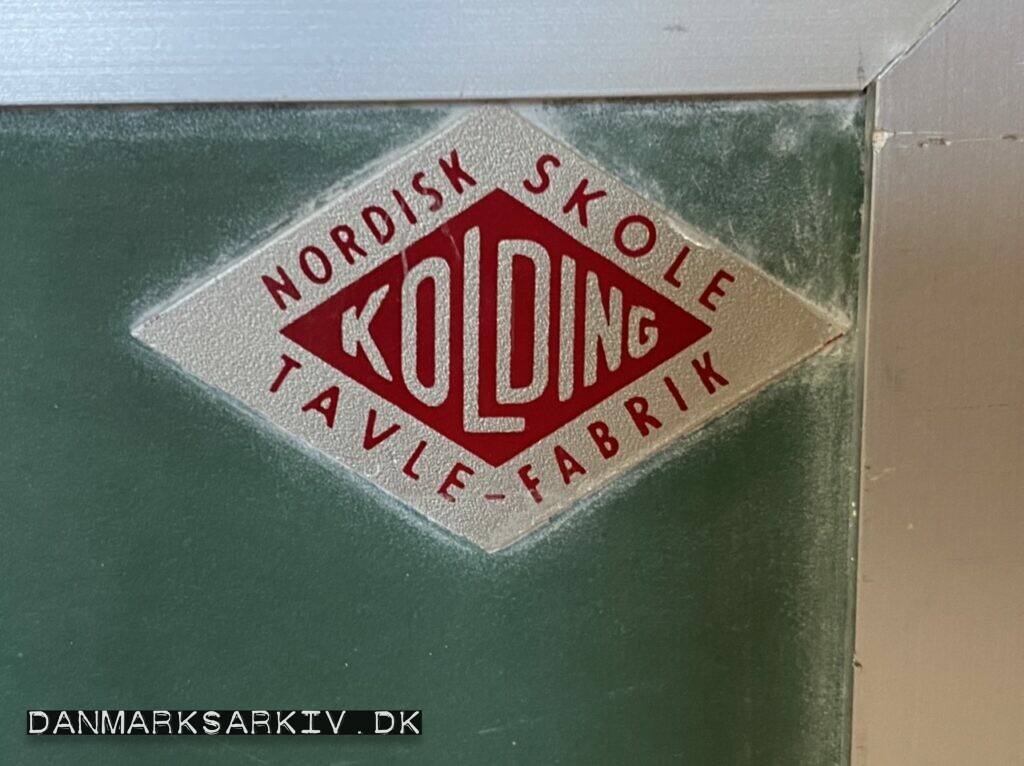 NORDISK SKOLE
KOLDING
TAVLE-FABRIK
DANMARKSARKIV.DK